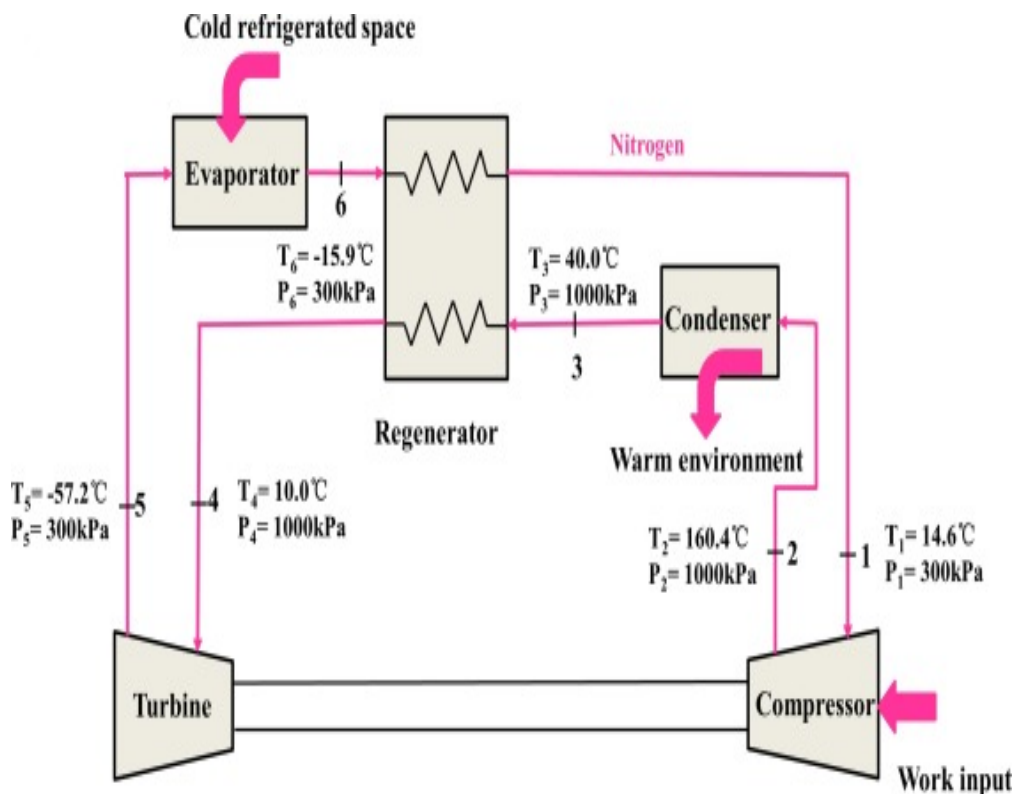 Cold refrigerated space
Evaporator
6
Nitrogen
T₆= -15.9℃
P₆= 300kPa
T₃= 40.0℃
P₃= 1000kPa
3
Condenser
Regenerator
Warm environment
T₅= -57.2℃
P₅= 300kPa
5
4
T₄= 10.0℃
P₄= 1000kPa
T₂= 160.4℃
P₂= 1000kPa
2
1
T₁= 14.6℃
P₁= 300kPa
Turbine
Compressor
Work input